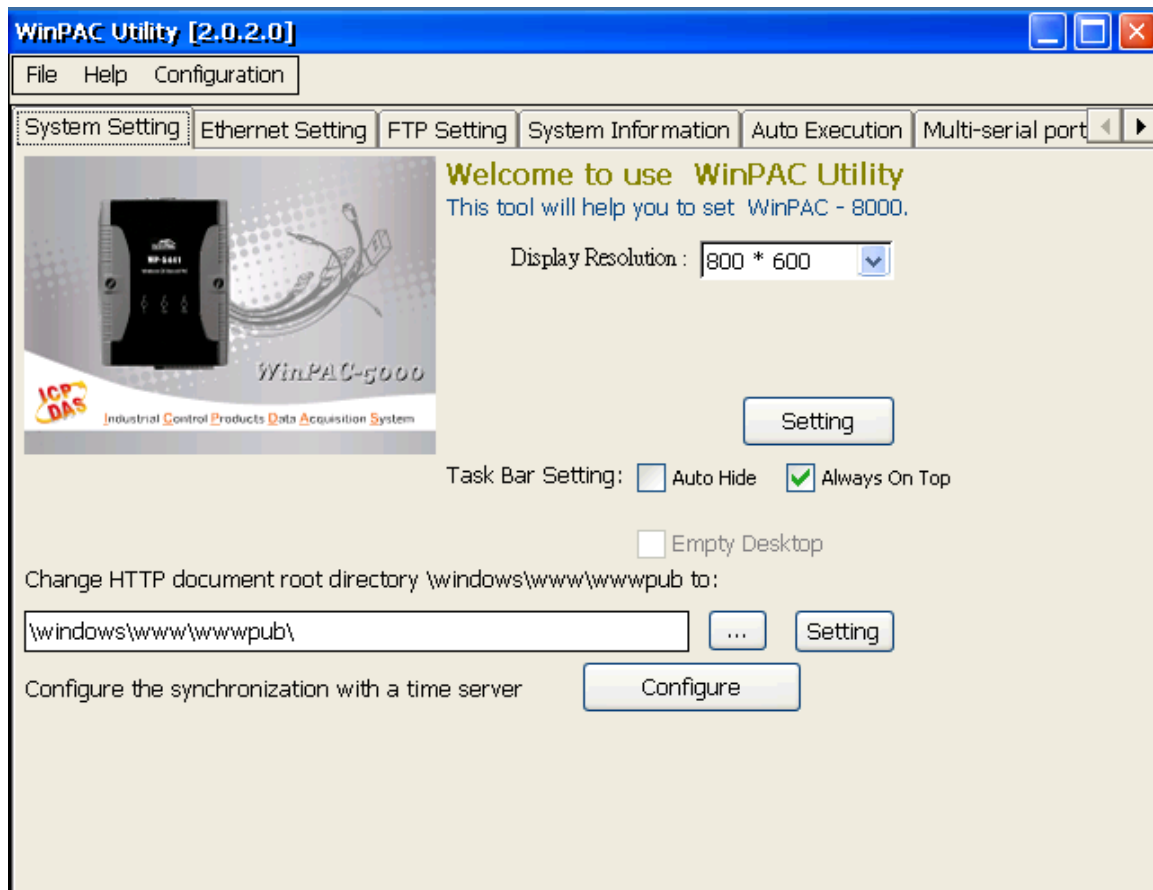 WinPAC Utility [2.0.2.0]
File Help Configuration
System Setting Ethernet Setting FTP Setting System Information Auto Execution Multi-serial port
Welcome to use WinPAC Utility
This tool will help you to set WinPAC - 8000.
Display Resolution : 800 * 600
WinPAC-5000
ICP DAS
Industrial Control Products Data Acquisition System
Setting
Task Bar Setting: Auto Hide Always On Top
Empty Desktop
Change HTTP document root directory \windows\www\wwwpub to:
\windows\www\wwwpub\ ... Setting
Configure the synchronization with a time server Configure